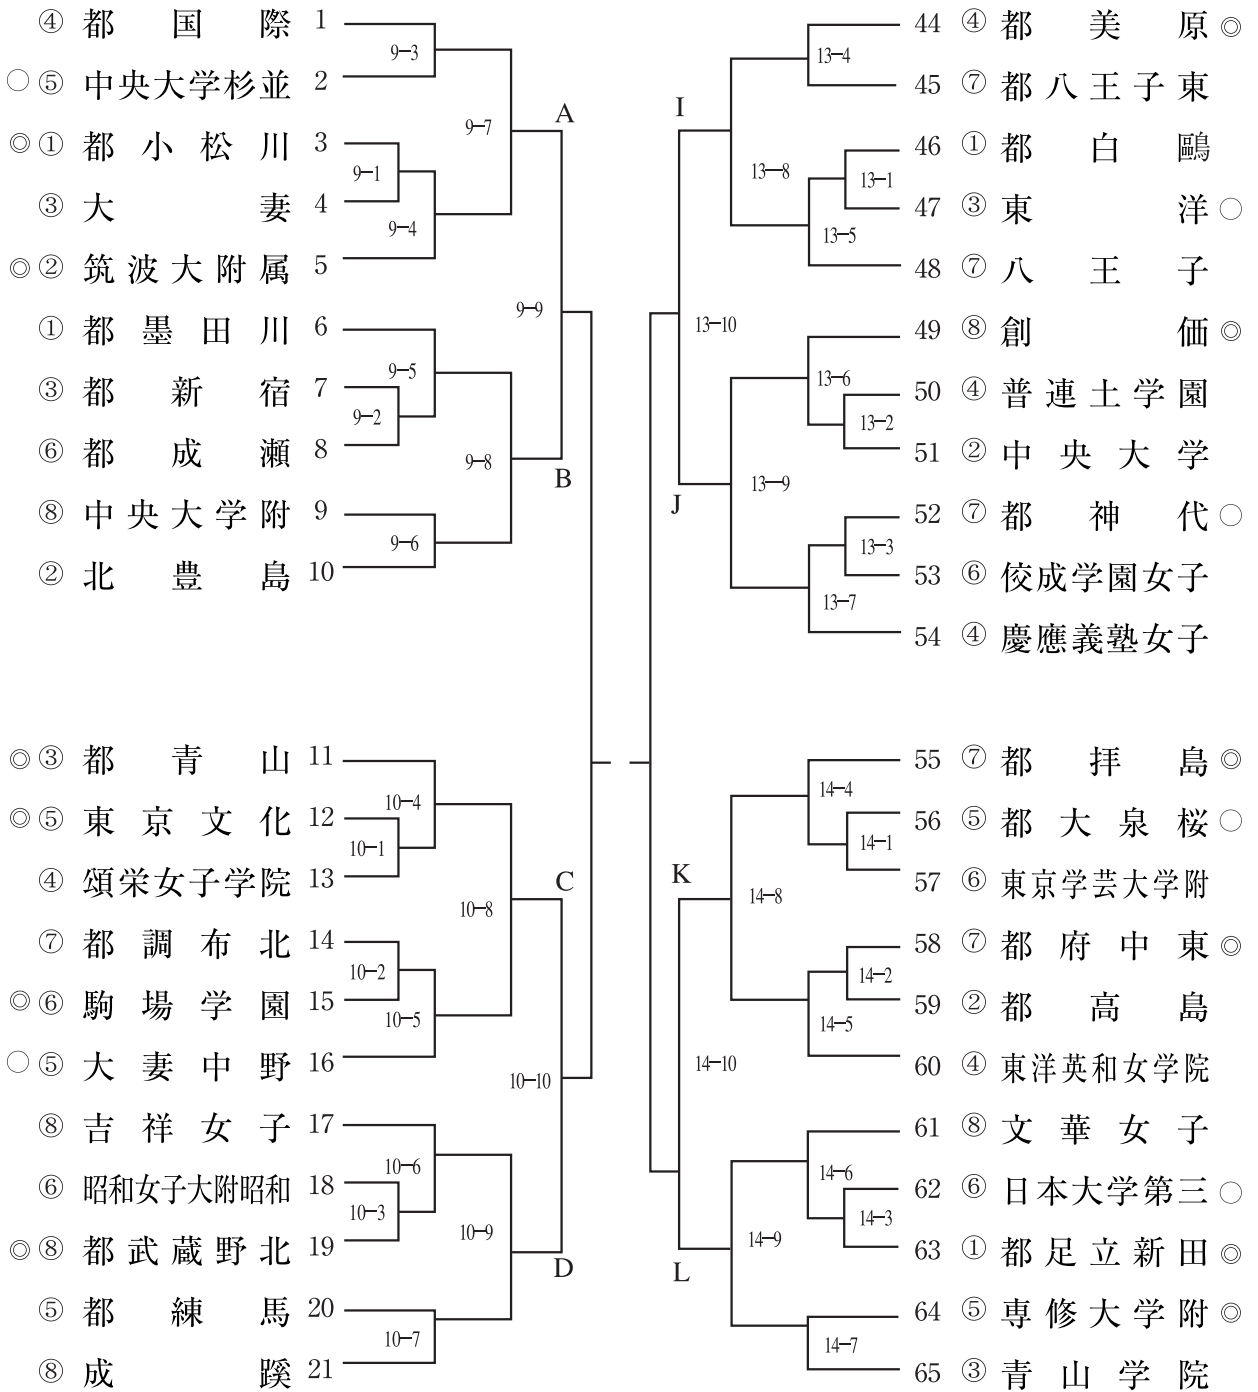 ④ 都国際 1
○ ⑤ 中央大学杉並 2
◎ ① 都小松川 3
③ 大妻 4
◎ ② 筑波大附属 5
① 都墨田川 6
③ 都新宿 7
⑥ 都成瀬 8
⑧ 中央大学附 9
② 北豊島 10
9-3
9-7
A
9-1
9-4
9-9
9-5
9-2
9-8
B
9-6
◎ ③ 都青山 11
◎ ⑤ 東京文化 12
④ 頌栄女子学院 13
⑦ 都調布北 14
◎ ⑥ 駒場学園 15
○ ⑤ 大妻中野 16
⑧ 吉祥女子 17
⑥ 昭和女子大附昭和 18
◎ ⑧ 都武蔵野北 19
⑤ 都練馬 20
⑧ 成蹊 21
10-4
10-1
C
10-8
10-2
10-5
10-10
10-6
10-3
10-9
D
10-7
44 ④ 都美原 ◎
45 ⑦ 都八王子東
46 ① 都白鷗
47 ③ 東洋 ○
48 ⑦ 八王子
49 ⑧ 創価 ◎
50 ④ 普連土学園
51 ② 中央大学
52 ⑦ 都神代 ○
53 ⑥ 佼成学園女子
54 ④ 慶應義塾女子
13-4
I
13-8
13-1
13-5
13-10
13-6
13-2
13-9
J
13-3
13-7
55 ⑦ 都拝島 ◎
56 ⑤ 都大泉桜 ○
57 ⑥ 東京学芸大学附
58 ⑦ 都府中東 ◎
59 ② 都高島
60 ④ 東洋英和女学院
61 ⑧ 文華女子
62 ⑥ 日本大学第三 ○
63 ① 都足立新田 ◎
64 ⑤ 専修大学附 ◎
65 ③ 青山学院
14-4
14-1
K
14-8
14-2
14-5
14-10
14-6
14-3
14-9
L
14-7